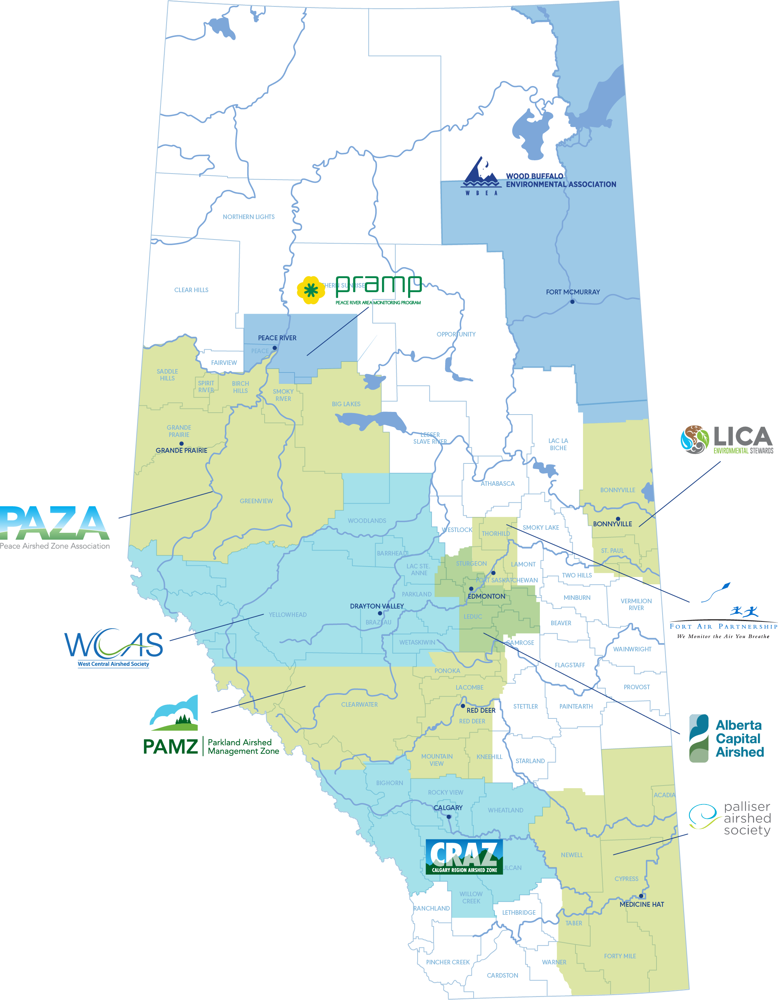 WOOD BUFFALO
ENVIRONMENTAL ASSOCIATION
W B E A
NORTHERN LIGHTS
CLEAR HILLS
THERN SUNRISE
pramp
PEACE RIVER AREA MONITORING PROGRAM
FORT MCMURRAY
OPPORTUNITY
PEACE RIVER
PEACE
FAIRVIEW
SADDLE
HILLS
SPIRIT
RIVER
BIRCH
HILLS
SMOKY
RIVER
BIG LAKES
GRANDE
PRAIRIE
GRANDE PRAIRIE
LESSER
SLAVE RIVER
LAC LA
BICHE
LICA
ENVIRONMENTAL STEWARDS
ATHABASCA
BONNYVILLE
GREENVIEW
PAZA
Peace Airshed Zone Association
WOODLANDS
WESTLOCK
THORHILD
SMOKY LAKE
BONNYVILLE
BARRHEAD
ST. PAUL
LAC STE.
ANNE
STURGEON
LAMONT
TWO HILLS
FORT SASKATCHEWAN
PARKLAND
EDMONTON
MINBURN
VERMILION
RIVER
DRAYTON VALLEY
YELLOWHEAD
BRAZEAU
LEDUC
BEAVER
FORT AIR PARTNERSHIP
We Monitor the Air You Breathe
WCAS
West Central Airshed Society
WETASKIWIN
CAMROSE
WAINWRIGHT
FLAGSTAFF
PONOKA
LACOMBE
PROVOST
CLEARWATER
RED DEER
RED DEER
STETTLER
PAINTEARTH
PAMZ
Parkland Airshed
Management Zone
Alberta
Capital
Airshed
MOUNTAIN
VIEW
KNEEHILL
STARLAND
BIGHORN
ROCKY VIEW
ACADIA
CALGARY
WHEATLAND
palliser
airshed
society
CRAZ
CALGARY REGION AIRSHED ZONE
NEWELL
ULCAN
CYPRESS
WILLOW
CREEK
MEDICINE HAT
RANCHLAND
LETHBRIDGE
TABER
FORTY MILE
PINCHER CREEK
WARNER
CARDSTON